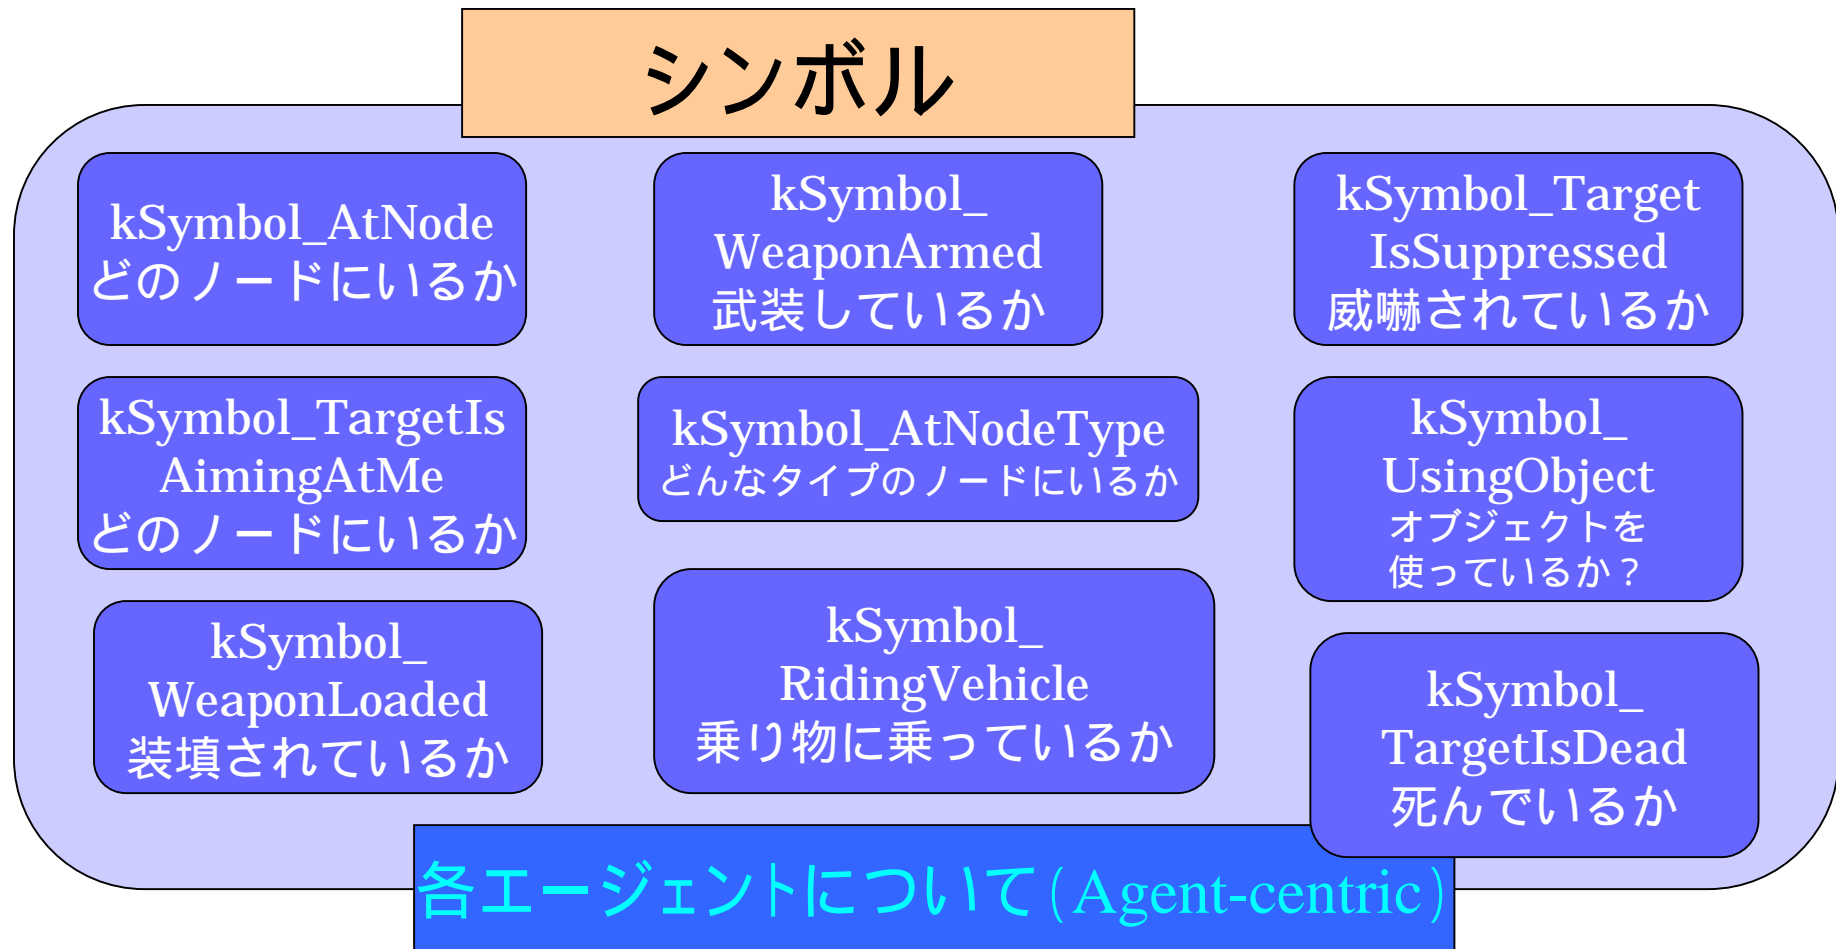 シンボル
kSymbol_AtNode
どのノードにいるか
kSymbol_
WeaponArmed
武装しているか
kSymbol_Target
IsSuppressed
威嚇されているか
kSymbol_TargetIs
AimingAtMe
どのノードにいるか
kSymbol_AtNodeType
どんなタイプのノードにいるか
kSymbol_
UsingObject
オブジェクトを
使っているか?
kSymbol_
WeaponLoaded
装填されているか
kSymbol_
RidingVehicle
乗り物に乗っているか
kSymbol_
TargetIsDead
死んでいるか
各エージェントについて(Agent-centric)